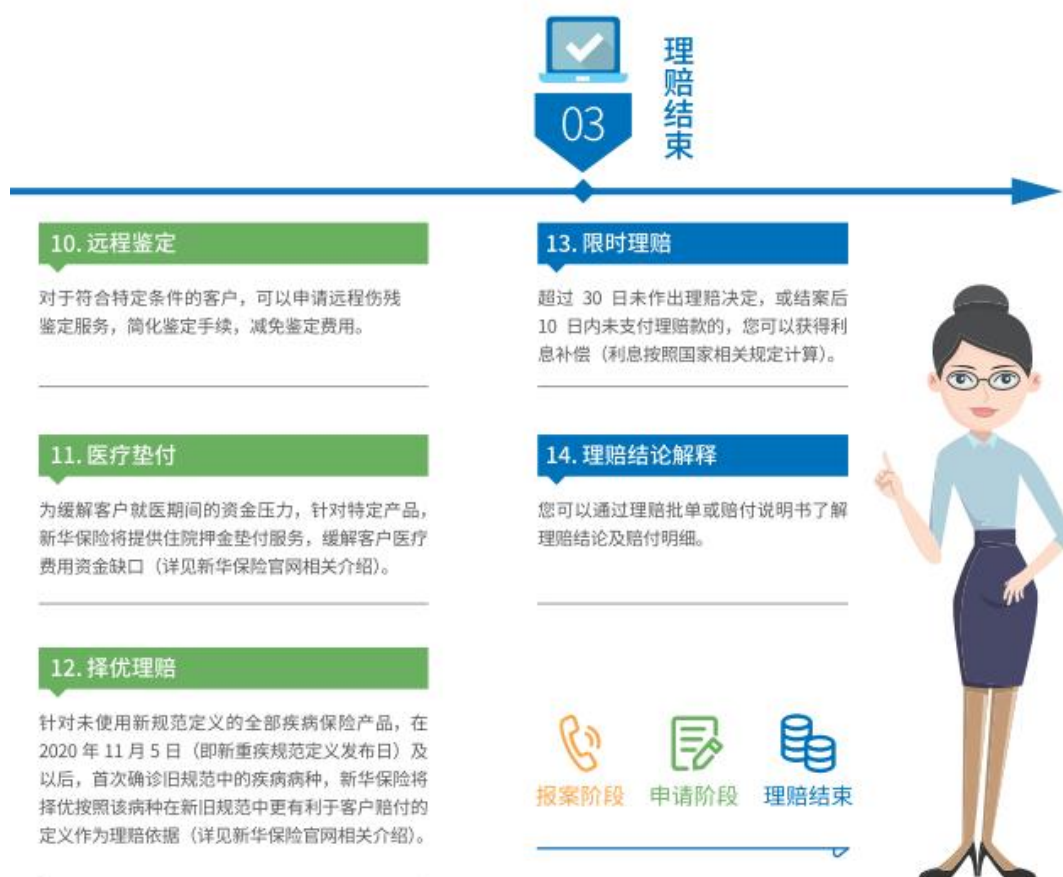 03
理赔结束
10. 远程鉴定
对于符合特定条件的客户，可以申请远程伤残
鉴定服务，简化鉴定手续，减免鉴定费用。
11. 医疗垫付
为缓解客户就医期间的资金压力，针对特定产品，
新华保险将提供住院押金垫付服务，缓解客户医疗
费用资金缺口（详见新华保险官网相关介绍）。
12. 择优理赔
针对未使用新规范定义的全部疾病保险产品，在
2020 年 11 月 5 日（即新重疾规范定义发布日）及
以后，首次确诊旧规范中的疾病病种，新华保险将
择优按照该病种在新旧规范中更有利于客户赔付的
定义作为理赔依据（详见新华保险官网相关介绍）。
13. 限时理赔
超过 30 日未作出理赔决定，或结案后
10 日内未支付理赔款的，您可以获得利
息补偿（利息按照国家相关规定计算）。
14. 理赔结论解释
您可以通过理赔批单或赔付说明书了解
理赔结论及赔付明细。
报案阶段 申请阶段 理赔结束